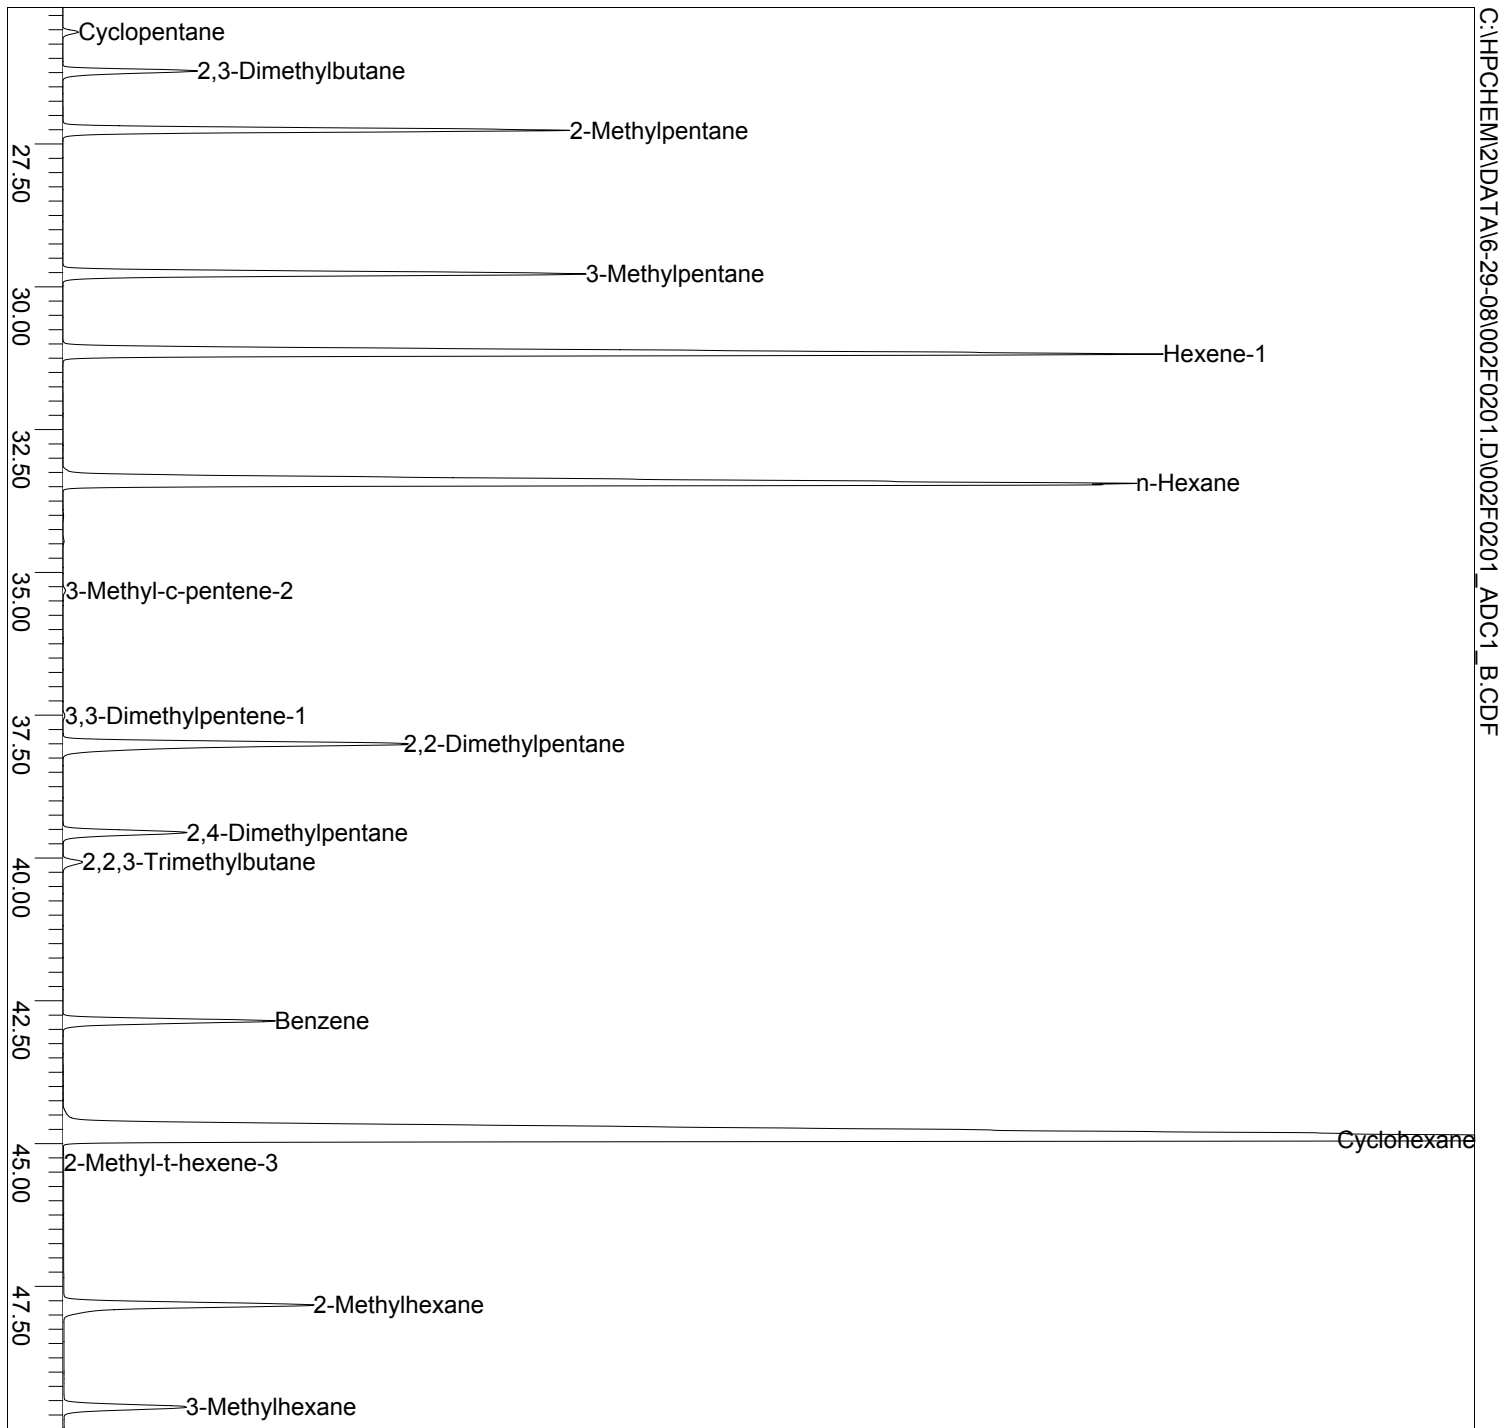 C:\HPCHEM\2\DATA\6-29-08\002F0201.D\002F0201_ADC1_B.CDF
Cyclopentane
2,3-Dimethylbutane
2-Methylpentane
27.50
3-Methylpentane
30.00
Hexene-1
32.50
n-Hexane
35.00
3-Methyl-c-pentene-2
37.50
3,3-Dimethylpentene-1
2,2-Dimethylpentane
2,4-Dimethylpentane
40.00
2,2,3-Trimethylbutane
42.50
Benzene
Cyclohexane
45.00
2-Methyl-t-hexene-3
47.50
2-Methylhexane
3-Methylhexane